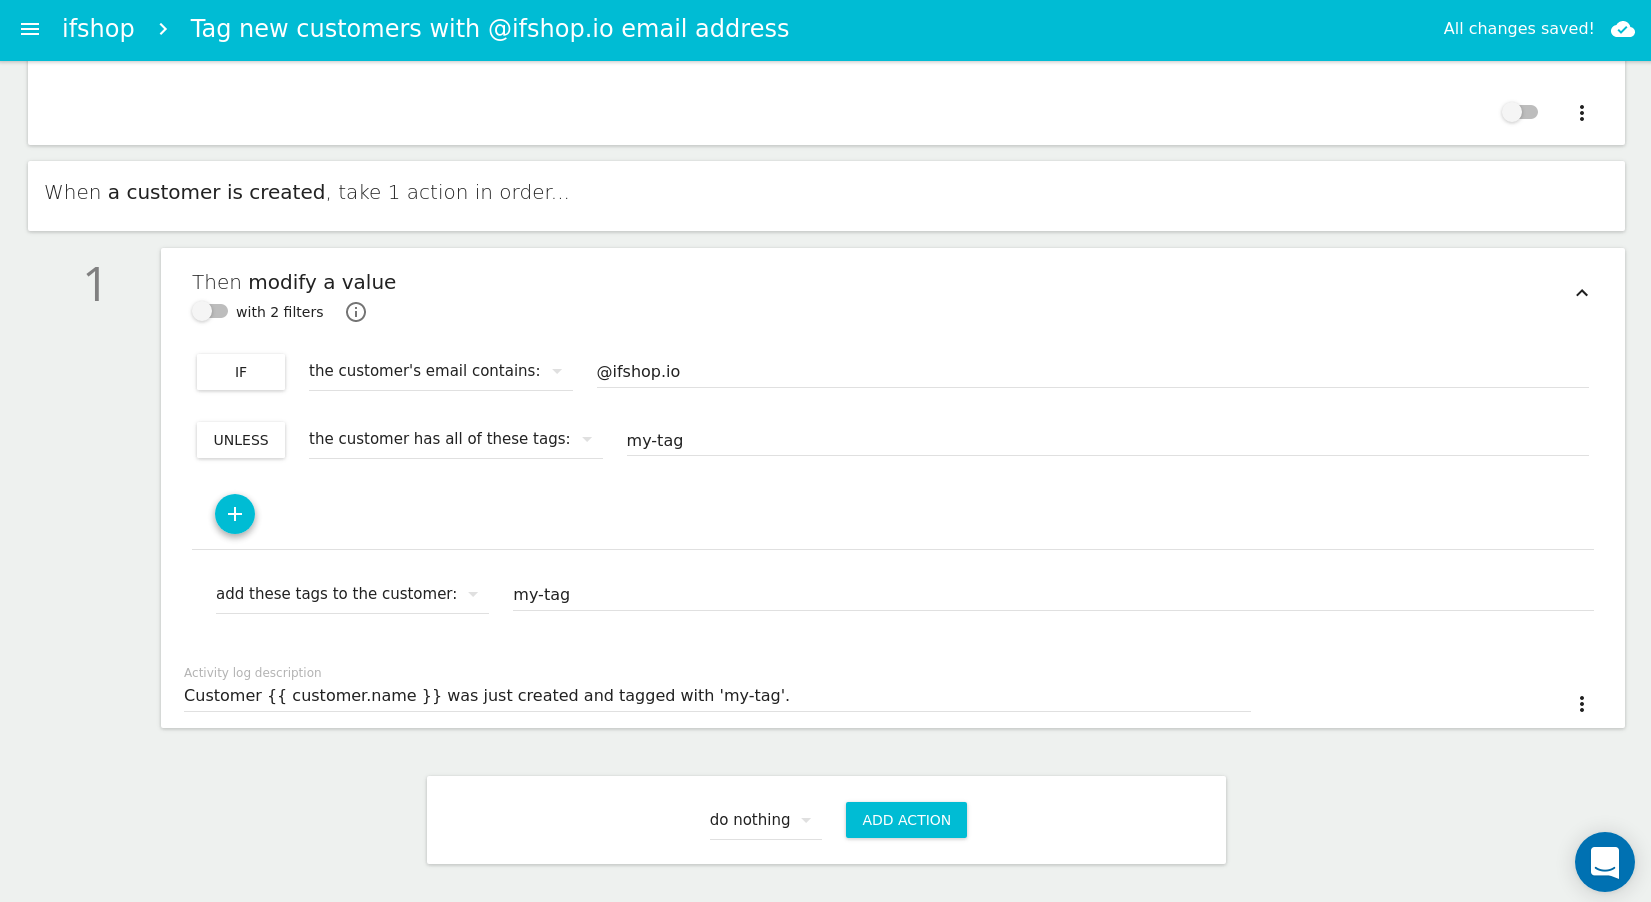 ifshop > Tag new customers with @ifshop.io email address
All changes saved!
When a customer is created, take 1 action in order...
1
Then modify a value
with 2 filters
IF the customer's email contains: @ifshop.io
UNLESS the customer has all of these tags: my-tag
add these tags to the customer: my-tag
Activity log description
Customer {{ customer.name }} was just created and tagged with 'my-tag'.
do nothing ADD ACTION